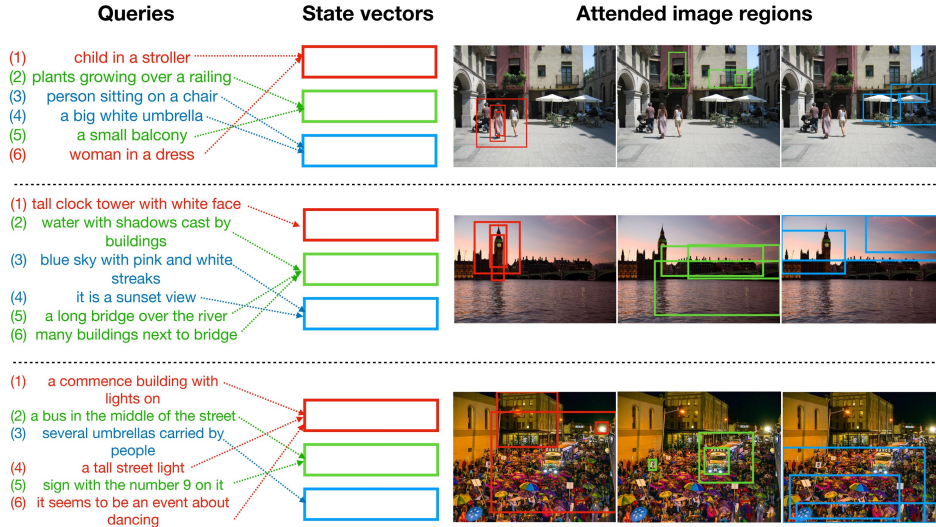 Queries State vectors Attended image regions
(1) child in a stroller
(2) plants growing over a railing
(3) person sitting on a chair
(4) a big white umbrella
(5) a small balcony
(6) woman in a dress
(1) tall clock tower with white face
(2) water with shadows cast by
buildings
(3) blue sky with pink and white
streaks
(4) it is a sunset view
(5) a long bridge over the river
(6) many buildings next to bridge
(1) a commence building with
lights on
(2) a bus in the middle of the street
(3) several umbrellas carried by
people
(4) a tall street light
(5) sign with the number 9 on it
(6) it seems to be an event about
dancing